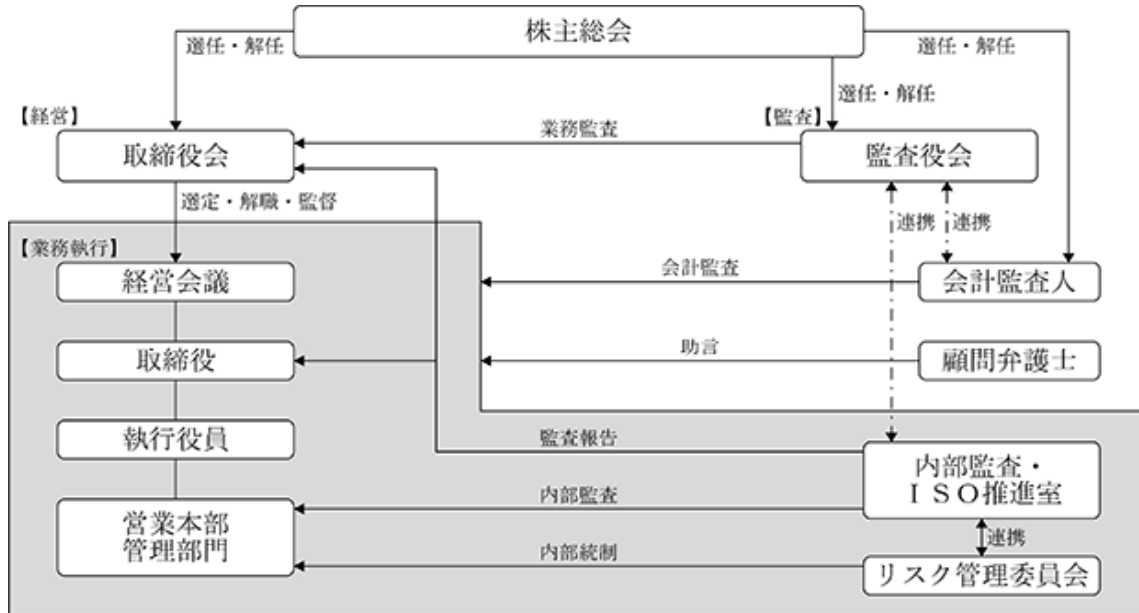 株主総会
選任・解任
選任・解任
選任・解任
【経営】
【監査】
業務監査
取締役会
監査役会
選定・解職・監督
連携
連携
【業務執行】
経営会議
会計監査
会計監査人
取締役
助言
顧問弁護士
執行役員
監査報告
内部監査・
ＩＳＯ推進室
内部監査
営業本部
管理部門
連携
内部統制
リスク管理委員会